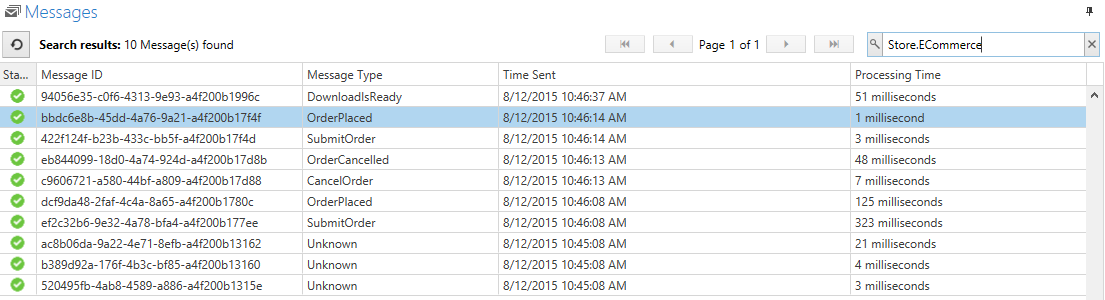 Messages
Search results: 10 Message(s) found Page 1 of 1 Store.ECommerce
Sta... Message ID Message Type Time Sent Processing Time
94056e35-c0f6-4313-9e93-a4f200b1996c DownloadIsReady 8/12/2015 10:46:37 AM 51 milliseconds
bbdc6e8b-45dd-4a76-9a21-a4f200b17f4f OrderPlaced 8/12/2015 10:46:14 AM 1 millisecond
422f124f-b23b-433c-bb5f-a4f200b17f4d SubmitOrder 8/12/2015 10:46:14 AM 3 milliseconds
eb844099-18d0-4a74-924d-a4f200b17d8b OrderCancelled 8/12/2015 10:46:13 AM 48 milliseconds
c9606721-a580-44bf-a809-a4f200b17d88 CancelOrder 8/12/2015 10:46:13 AM 7 milliseconds
dcf9da48-2faf-4c4a-8a65-a4f200b1780c OrderPlaced 8/12/2015 10:46:08 AM 125 milliseconds
ef2c32b6-9e32-4a78-bfa4-a4f200b177ee SubmitOrder 8/12/2015 10:46:08 AM 323 milliseconds
ac8b06da-9a22-4e71-8efb-a4f200b13162 Unknown 8/12/2015 10:45:08 AM 21 milliseconds
b389d92a-176f-4b3c-bf85-a4f200b13160 Unknown 8/12/2015 10:45:08 AM 4 milliseconds
520495fb-4ab8-4589-a886-a4f200b1315e Unknown 8/12/2015 10:45:08 AM 3 milliseconds